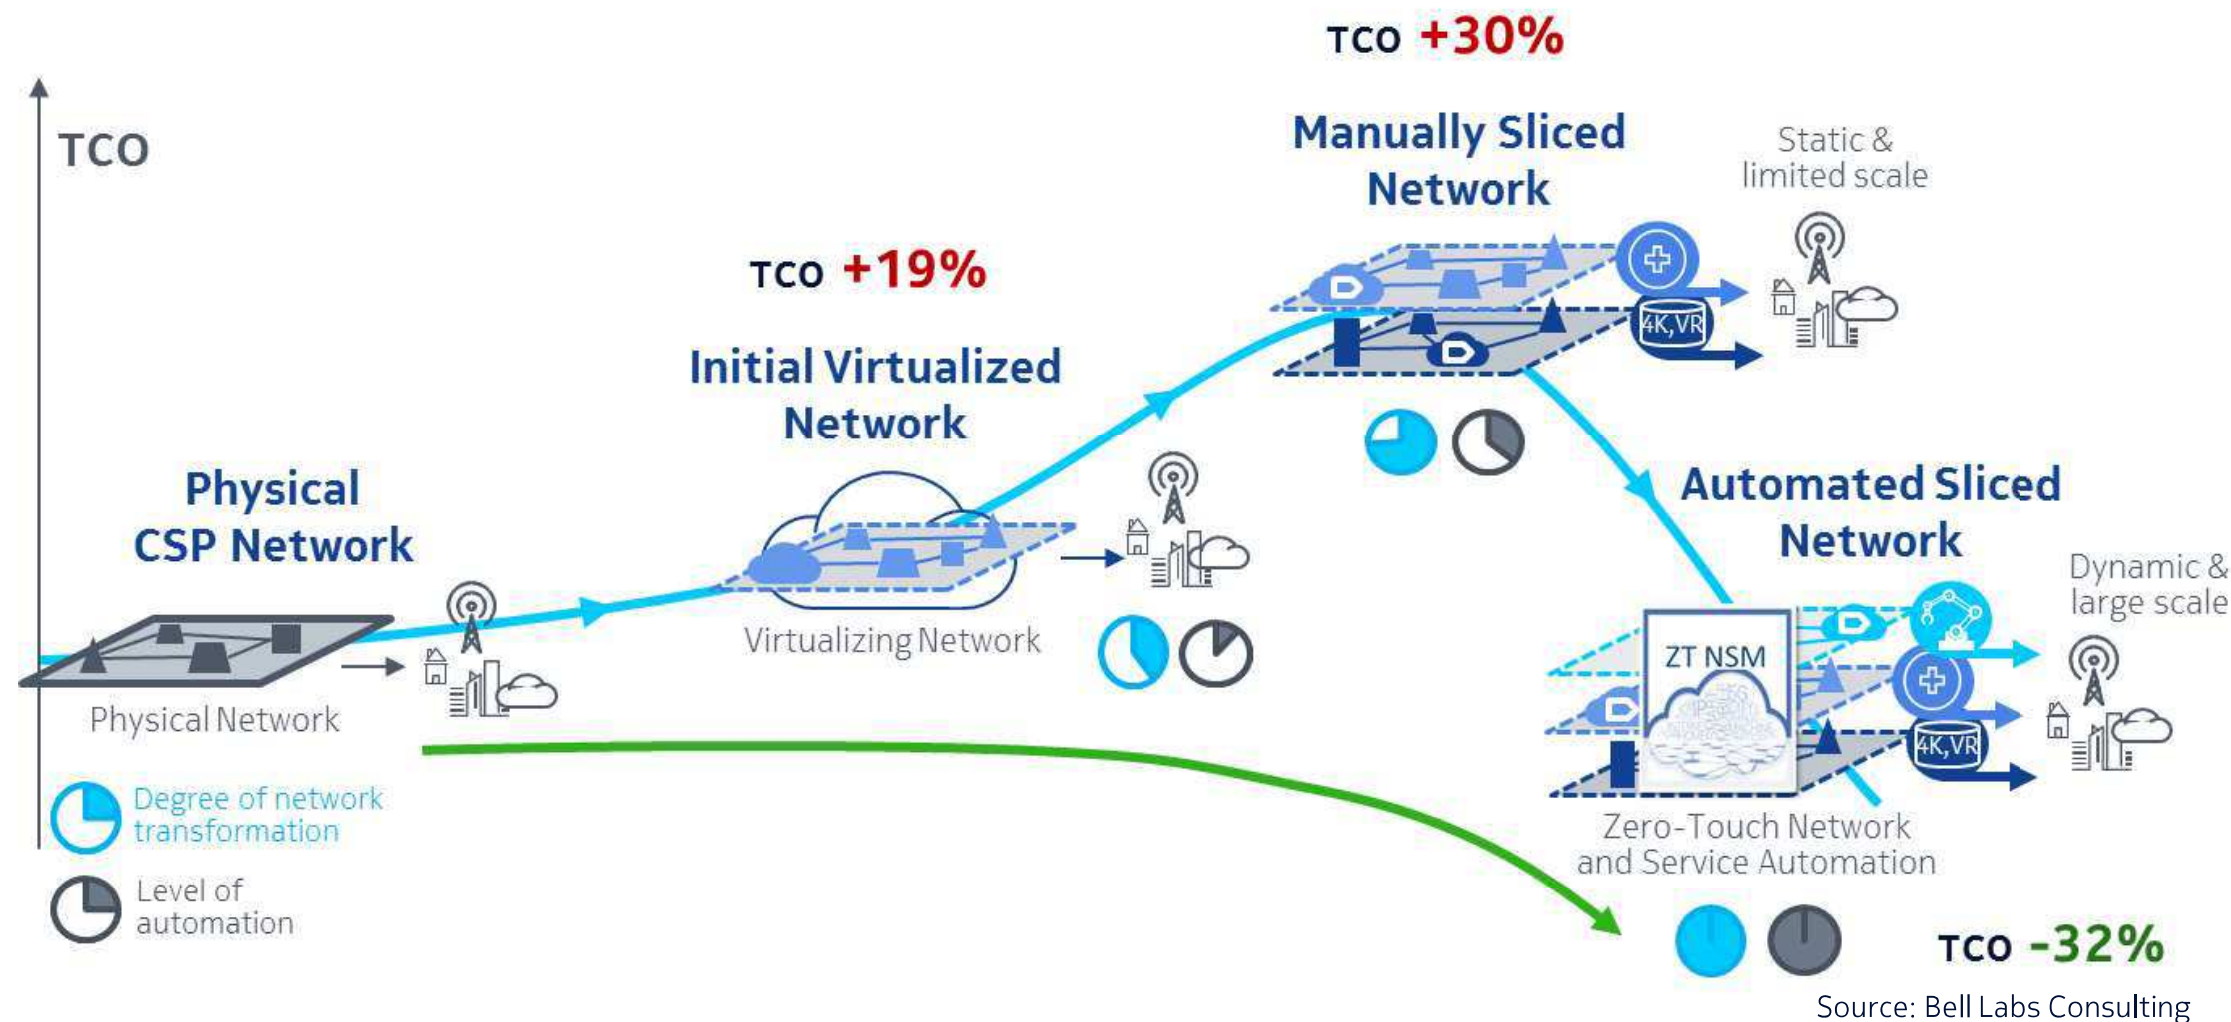 TCO +30%
TCO
Manually Sliced
Network
Static &
limited scale
TCO +19%
4K,VR
Initial Virtualized
Network
Physical
CSP Network
Automated Sliced
Network
Dynamic &
large scale
Virtualizing Network
ZT NSM
Physical Network
4K,VR
Degree of network
transformation
Zero-Touch Network
and Service Automation
Level of
automation
TCO -32%
Source: Bell Labs Consulting